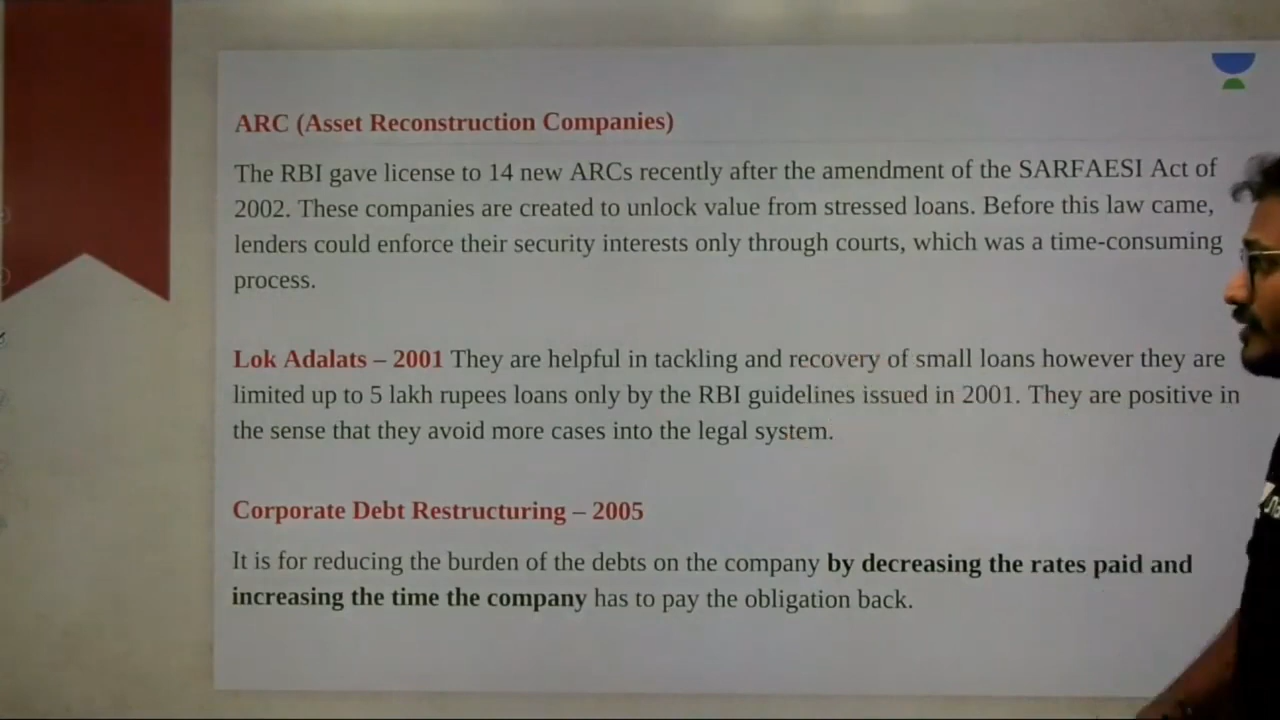 ARC (Asset Reconstruction Companies)
The RBI gave license to 14 new ARCs recently after the amendment of the SARFAESI Act of
2002. These companies are created to unlock value from stressed loans. Before this law came,
lenders could enforce their security interests only through courts, which was a time-consuming
process.
Lok Adalats – 2001 They are helpful in tackling and recovery of small loans however they are
limited up to 5 lakh rupees loans only by the RBI guidelines issued in 2001. They are positive in
the sense that they avoid more cases into the legal system.
Corporate Debt Restructuring – 2005
It is for reducing the burden of the debts on the company by decreasing the rates paid and
increasing the time the company has to pay the obligation back.